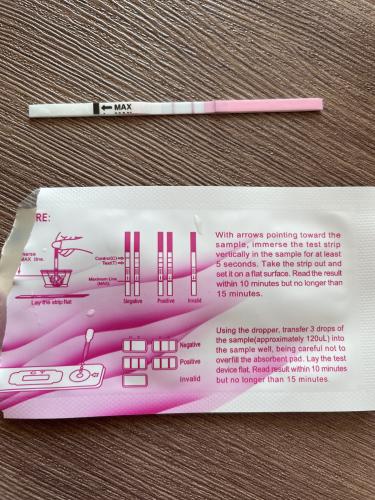 MAX
RE:
MAX line.
Lay the strip flat
Control(C)
Test(T)
Maximum Line
(MAX)
Negative
Positive
Invalid
With arrows pointing toward the
sample, immerse the test strip
vertically in the sample for at least
5 seconds. Take the strip out and
set it on a flat surface. Read the result
within 10 minutes but no longer than
15 minutes.
Negative
Positive
Invalid
Using the dropper, transfer 3 drops of
the sample(approximately 120uL) into
the sample well, being careful not to
overfill the absorbent pad. Lay the test
device flat. Read result within 10 minutes
but no longer than 15 minutes.